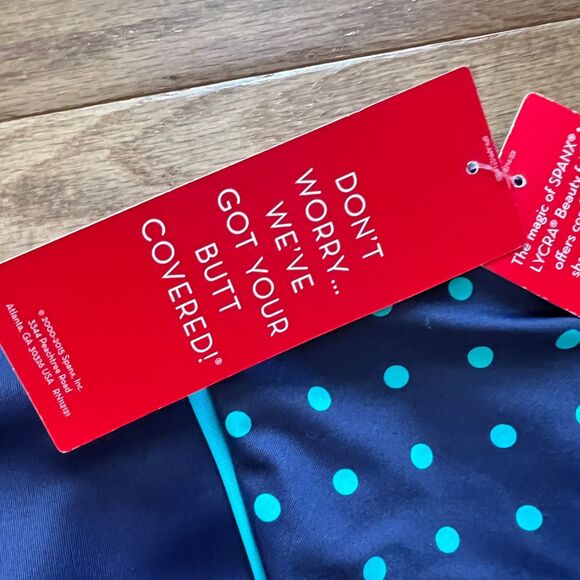 DON'T
WORRY...
WE'VE
GOT YOUR
BUTT
COVERED!®
© 2000-2015 Spanx, Inc.
3344 Peachtree Road
Atlanta, GA 30326 USA RN112121
The magic of SPANX®
LYCRA® Beauty
offers